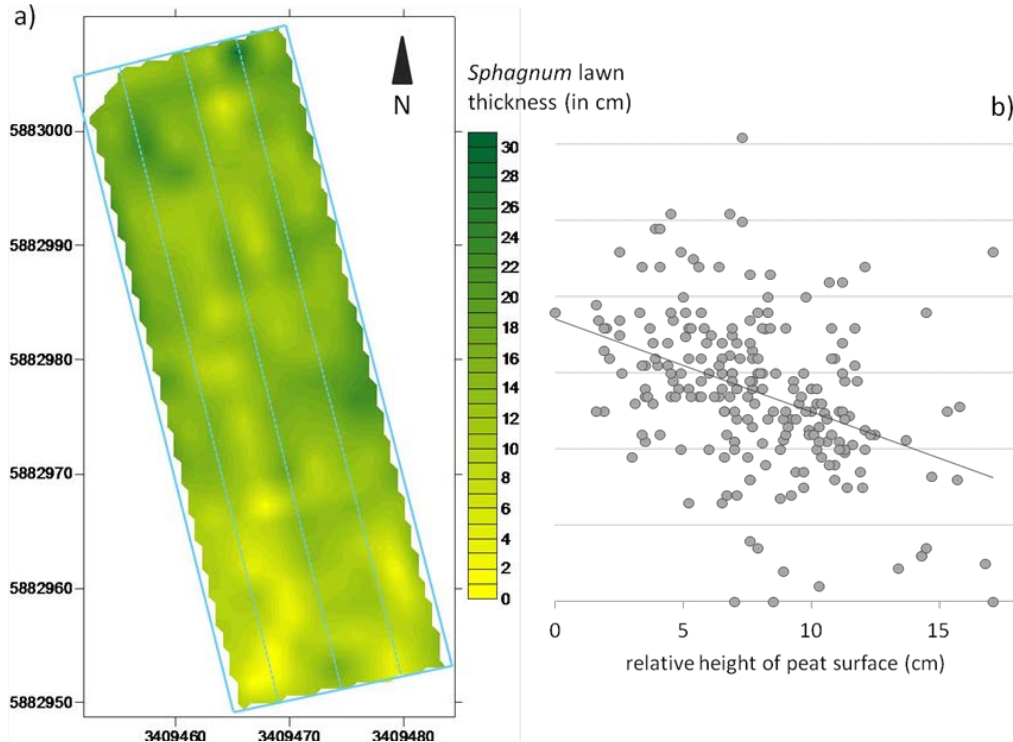 a)
N
Sphagnum lawn
thickness (in cm)
b)
5883000
5882990
5882980
5882970
5882960
5882950
3409460 3409470 3409480
30
28
26
24
22
20
18
16
14
12
10
8
6
4
2
0
0 5 10 15
relative height of peat surface (cm)